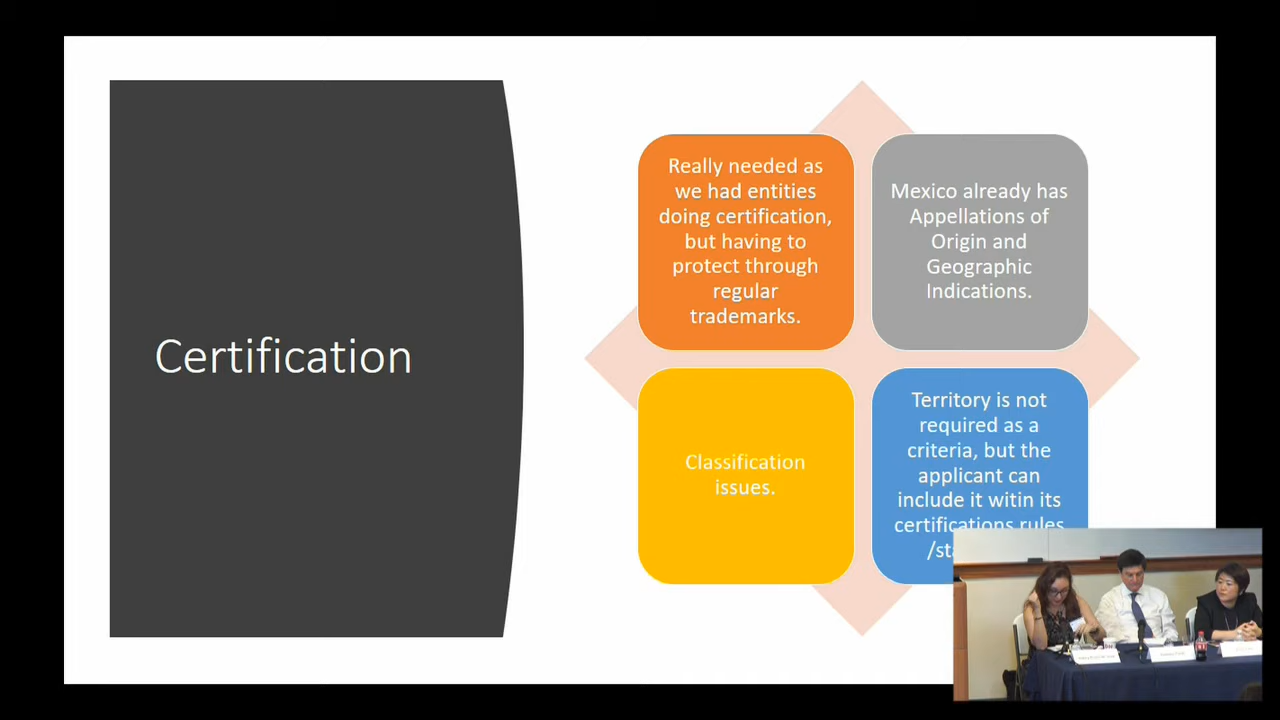 Certification
Really needed as
we had entities
doing certification,
but having to
protect through
regular
trademarks.
Mexico already has
Appellations of
Origin and
Geographic
Indications.
Classification
issues.
Territory is not
required as a
criteria, but the
applicant can
include it witin its
certifications rules